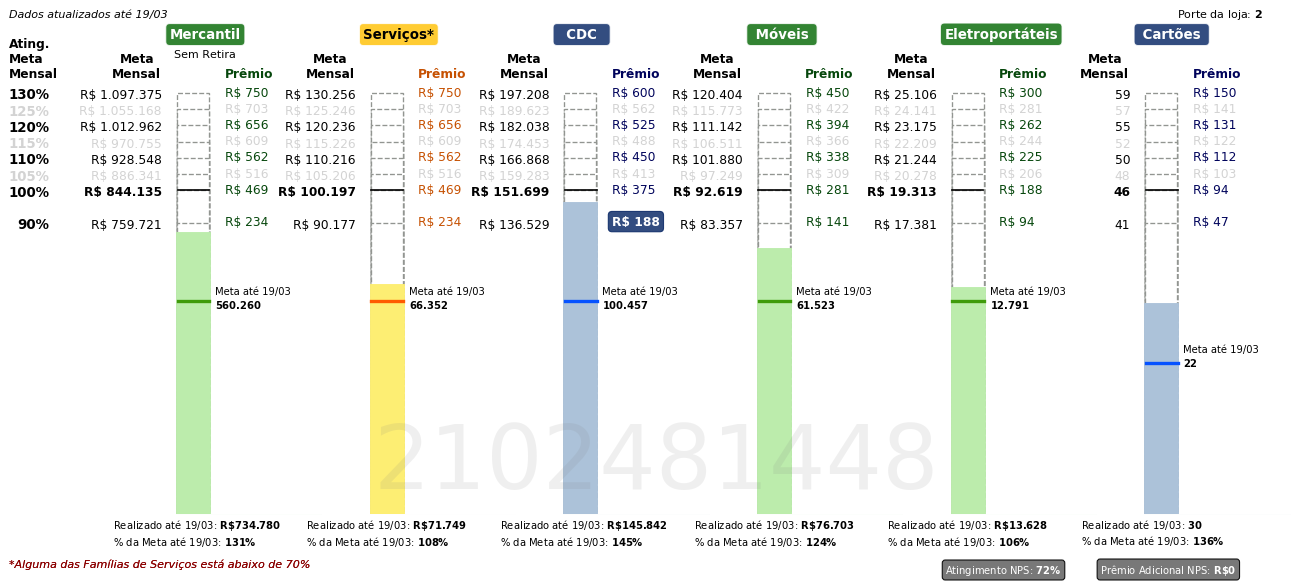 Dados atualizados até 19/03
Porte da loja: 2
Mercantil Serviços* CDC Móveis Eletroportáteis Cartões
Sem Retira
Ating. Meta Mensal
Meta Mensal Prêmio Meta Mensal Prêmio Meta Mensal Prêmio Meta Mensal Prêmio Meta Mensal Prêmio Meta Mensal Prêmio
130% R$ 1.097.375 R$ 750 R$ 130.256 R$ 750 R$ 197.208 R$ 600 R$ 120.404 R$ 450 R$ 25.106 R$ 300 59 R$ 150
125% R$ 1.055.168 R$ 703 R$ 125.246 R$ 703 R$ 189.623 R$ 562 R$ 115.773 R$ 422 R$ 24.141 R$ 281 57 R$ 141
120% R$ 1.012.962 R$ 656 R$ 120.236 R$ 656 R$ 182.038 R$ 525 R$ 111.142 R$ 394 R$ 23.175 R$ 262 55 R$ 131
115% R$ 970.755 R$ 609 R$ 115.226 R$ 609 R$ 174.453 R$ 488 R$ 106.511 R$ 366 R$ 22.209 R$ 244 52 R$ 122
110% R$ 928.548 R$ 562 R$ 110.216 R$ 562 R$ 166.868 R$ 450 R$ 101.880 R$ 338 R$ 21.244 R$ 225 50 R$ 112
105% R$ 886.341 R$ 516 R$ 105.206 R$ 516 R$ 159.283 R$ 413 R$ 97.249 R$ 309 R$ 20.278 R$ 206 48 R$ 103
100% R$ 844.135 R$ 469 R$ 100.197 R$ 469 R$ 151.699 R$ 375 R$ 92.619 R$ 281 R$ 19.313 R$ 188 46 R$ 94
90% R$ 759.721 R$ 234 R$ 90.177 R$ 234 R$ 136.529 R$ 188 R$ 83.357 R$ 141 R$ 17.381 R$ 94 41 R$ 47
Meta até 19/03 Meta até 19/03 Meta até 19/03 Meta até 19/03 Meta até 19/03
560.260 66.352 100.457 61.523 12.791
Meta até 19/03
22
2102481448
Realizado até 19/03: R$734.780 Realizado até 19/03: R$71.749 Realizado até 19/03: R$145.842 Realizado até 19/03: R$76.703 Realizado até 19/03: R$13.628 Realizado até 19/03: 30
% da Meta até 19/03: 131% % da Meta até 19/03: 108% % da Meta até 19/03: 145% % da Meta até 19/03: 124% % da Meta até 19/03: 106% % da Meta até 19/03: 136%
*Alguma das Famílias de Serviços está abaixo de 70%
Atingimento NPS: 72% Prêmio Adicional NPS: R$0